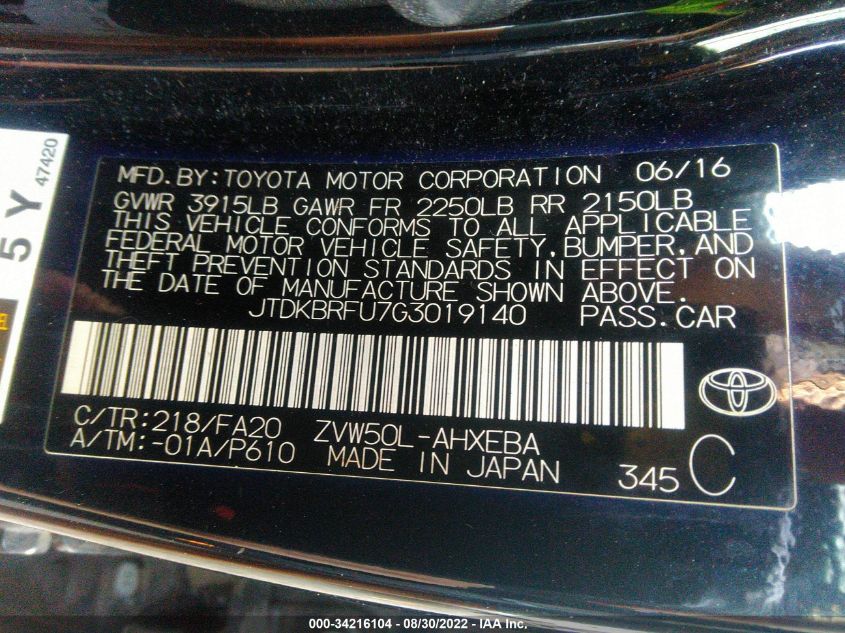 MFD.BY:TOYOTA MOTOR CORPORATION 06/16
GVWR 3915LB GAWR FR 2250LB RR 2150LB
THIS VEHICLE CONFORMS TO ALL APPLICABLE
FEDERAL MOTOR VEHICLE SAFETY,BUMPER,AND
THEFT PREVENTION STANDARDS IN EFFECT ON
THE DATE OF MANUFACTURE SHOWN ABOVE.
JTDKBRFU7G3019140 PASS.CAR
C/TR:218/FA20 ZVW50L-AHXEBA
A/TM:-01A/P610 MADE IN JAPAN 345 C
5Y
47420
000-34216104 - 08/30/2022 - IAA Inc.